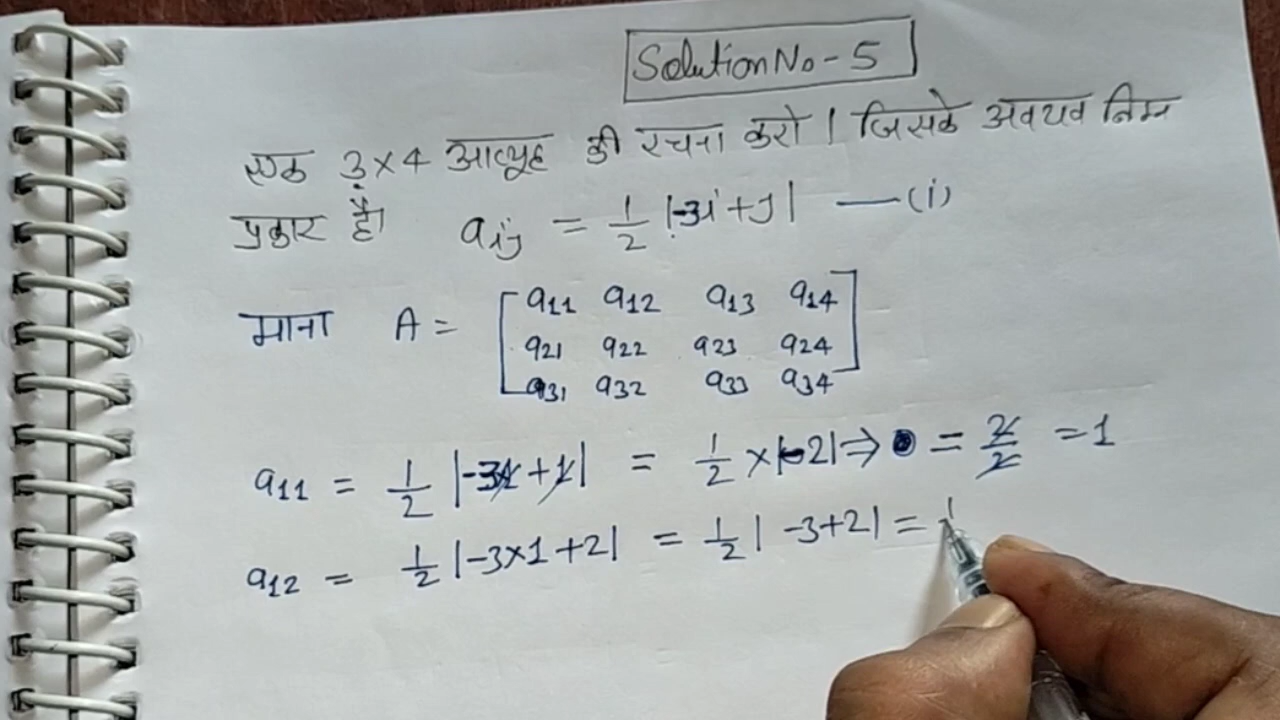 Solution No - 5
एक 3×4 आव्यूह की रचना करो। जिसके अवयव निम्न
प्रकार है। aij = 1/2 |-3i+j| —(i)
माना A = [a11 a12 a13 a14
a21 a22 a23 a24
a31 a32 a33 a34]
a11 = 1/2 |-3+1| = 1/2 ×|-2| ⇒ = 2/2 = 1
a12 = 1/2 |-3×1+2| = 1/2 | -3+2| = 1